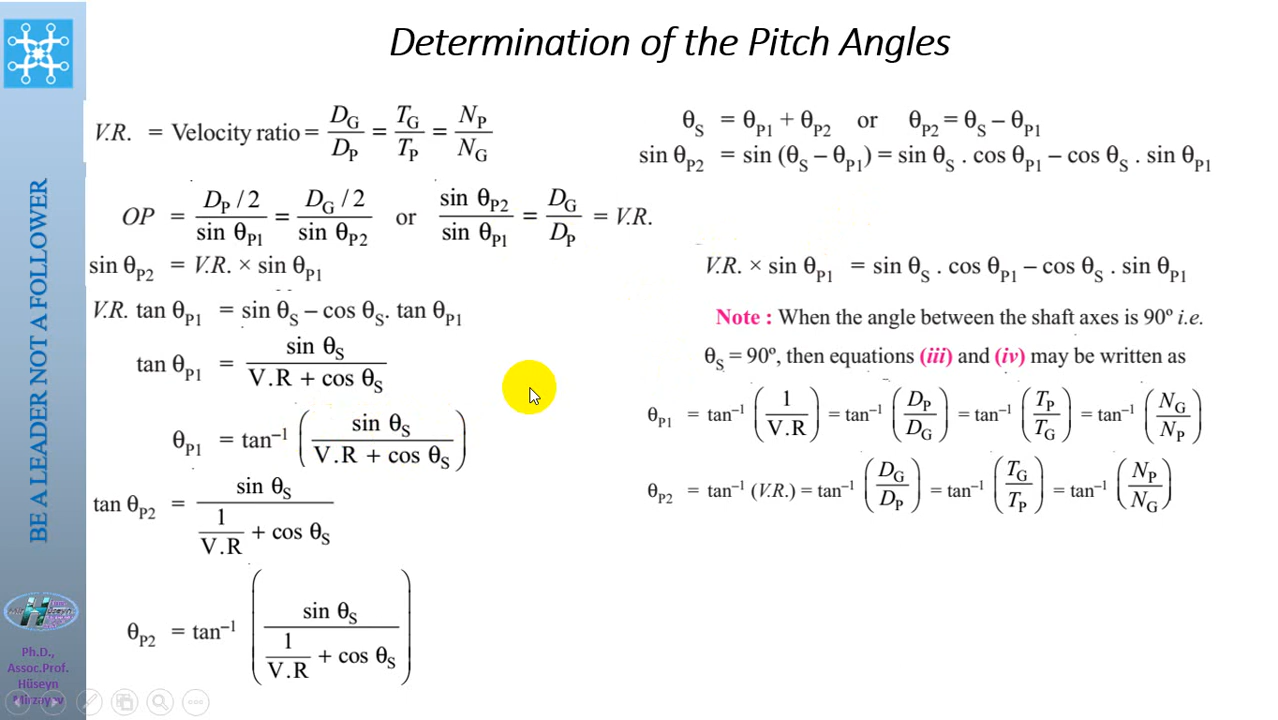 Determination of the Pitch Angles
V.R. = Velocity ratio = D_G / D_P = T_G / T_P = N_P / N_G
OP = (D_P / 2) / (sin θ_P1) = (D_G / 2) / (sin θ_P2) or (sin θ_P2) / (sin θ_P1) = D_G / D_P = V.R.
sin θ_P2 = V.R. × sin θ_P1
V.R. tan θ_P1 = sin θ_S – cos θ_S. tan θ_P1
tan θ_P1 = (sin θ_S) / (V.R + cos θ_S)
θ_P1 = tan⁻¹ ((sin θ_S) / (V.R + cos θ_S))
tan θ_P2 = (sin θ_S) / (1 / V.R + cos θ_S)
θ_P2 = tan⁻¹ ((sin θ_S) / (1 / V.R + cos θ_S))
θ_S = θ_P1 + θ_P2 or θ_P2 = θ_S – θ_P1
sin θ_P2 = sin (θ_S – θ_P1) = sin θ_S . cos θ_P1 – cos θ_S . sin θ_P1
V.R. × sin θ_P1 = sin θ_S . cos θ_P1 – cos θ_S . sin θ_P1
Note : When the angle between the shaft axes is 90º i.e.
θ_S = 90º, then equations (iii) and (iv) may be written as
θ_P1 = tan⁻¹ (1 / V.R) = tan⁻¹ (D_P / D_G) = tan⁻¹ (T_P / T_G) = tan⁻¹ (N_G / N_P)
θ_P2 = tan⁻¹ (V.R.) = tan⁻¹ (D_G / D_P) = tan⁻¹ (T_G / T_P) = tan⁻¹ (N_P / N_G)
BE A LEADER NOT A FOLLOWER
Ph.D.,
Assoc.Prof.
Hüseyn
Mirzayev